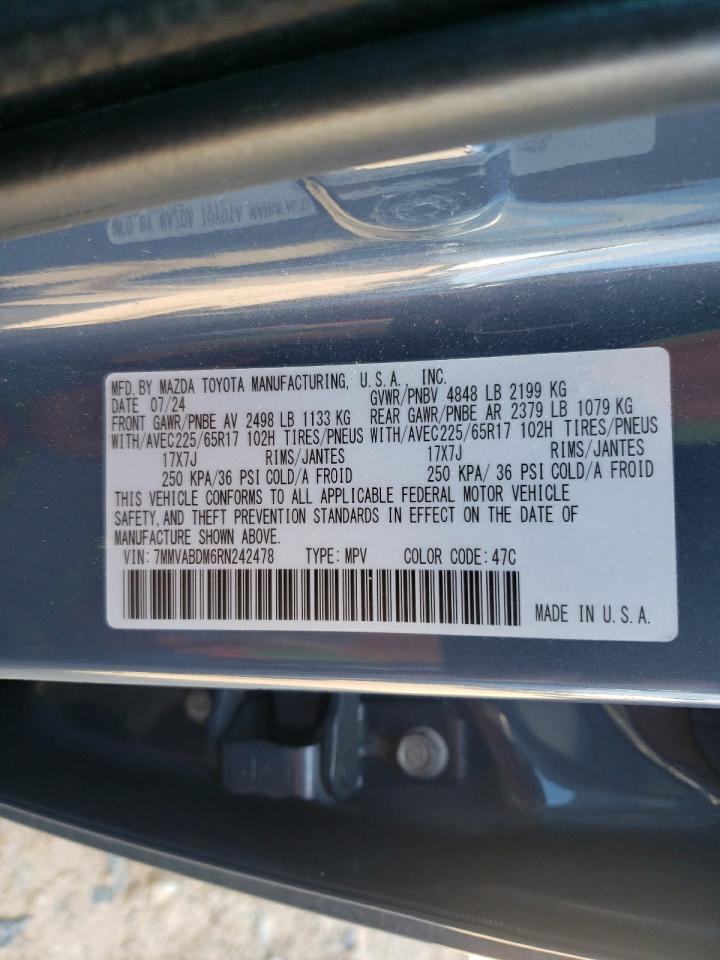 MFD. BY MAZDA TOYOTA MANUFACTURING, U.S.A., INC.
DATE 07/24 GVWR/PNBV 4848 LB 2199 KG
FRONT GAWR/PNBE AV 2498 LB 1133 KG REAR GAWR/PNBE AR 2379 LB 1079 KG
WITH/AVEC225/65R17 102H TIRES/PNEUS WITH/AVEC225/65R17 102H TIRES/PNEUS
17X7J RIMS/JANTES 17X7J RIMS/JANTES
250 KPA/36 PSI COLD/A FROID 250 KPA/ 36 PSI COLD/A FROID
THIS VEHICLE CONFORMS TO ALL APPLICABLE FEDERAL MOTOR VEHICLE
SAFETY, AND THEFT PREVENTION STANDARDS IN EFFECT ON THE DATE OF
MANUFACTURE SHOWN ABOVE.
VIN: 7MMVABDM6RN242478 TYPE: MPV COLOR CODE: 47C
MADE IN U.S.A.